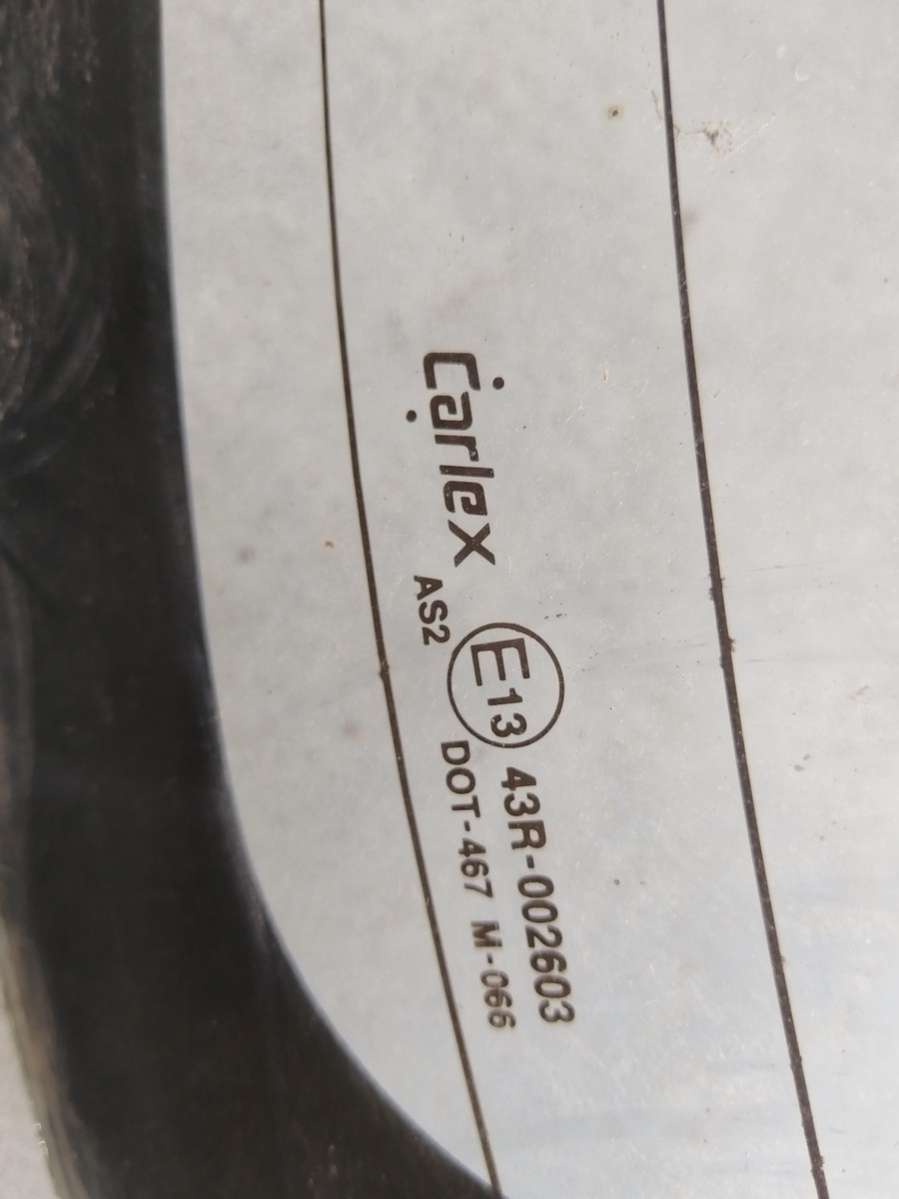 Carlex
E13 43R-002603
AS2 DOT-467 M-066